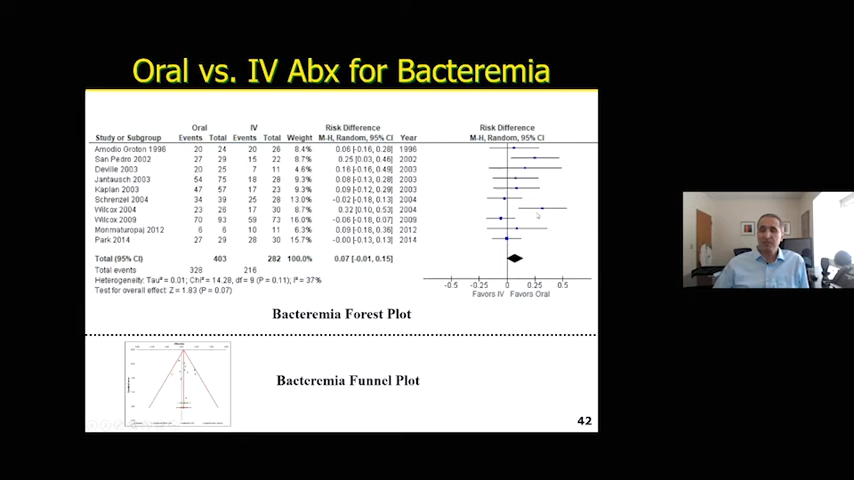 Oral vs. IV Abx for Bacteremia
Oral IV Risk Difference Risk Difference
Study or Subgroup Events Total Events Total Weight M-H, Random, 95% CI Year M-H, Random, 95% CI
Amodio Groton 1996 20 24 20 26 8.4% 0.06 [-0.16, 0.28] 1996
San Pedro 2002 27 29 15 22 8.7% 0.25 [0.03, 0.46] 2002
Deville 2003 20 25 7 11 4.6% 0.16 [-0.16, 0.49] 2003
Jantausch 2003 54 75 18 28 9.3% 0.08 [-0.13, 0.28] 2003
Kaplan 2003 47 57 17 23 8.9% 0.09 [-0.12, 0.29] 2003
Schrenzel 2004 34 39 25 28 13.6% -0.02 [-0.18, 0.13] 2004
Wilcox 2004 23 26 17 30 8.7% 0.32 [0.10, 0.53] 2004
Wilcox 2009 70 93 59 73 16.0% -0.06 [-0.18, 0.07] 2009
Monmaturapoj 2012 6 6 10 11 6.1% 0.09 [-0.18, 0.36] 2012
Park 2014 27 29 28 30 15.7% -0.00 [-0.13, 0.13] 2014
Total (95% CI) 403 282 100.0% 0.07 [-0.01, 0.15]
Total events 328 216
Heterogeneity: Tau² = 0.01; Chi² = 14.28, df = 9 (P = 0.11); I² = 37%
Test for overall effect: Z = 1.83 (P = 0.07)
-0.5 -0.25 0 0.25 0.5
Favors IV Favors Oral
Bacteremia Forest Plot
Bacteremia Funnel Plot
42